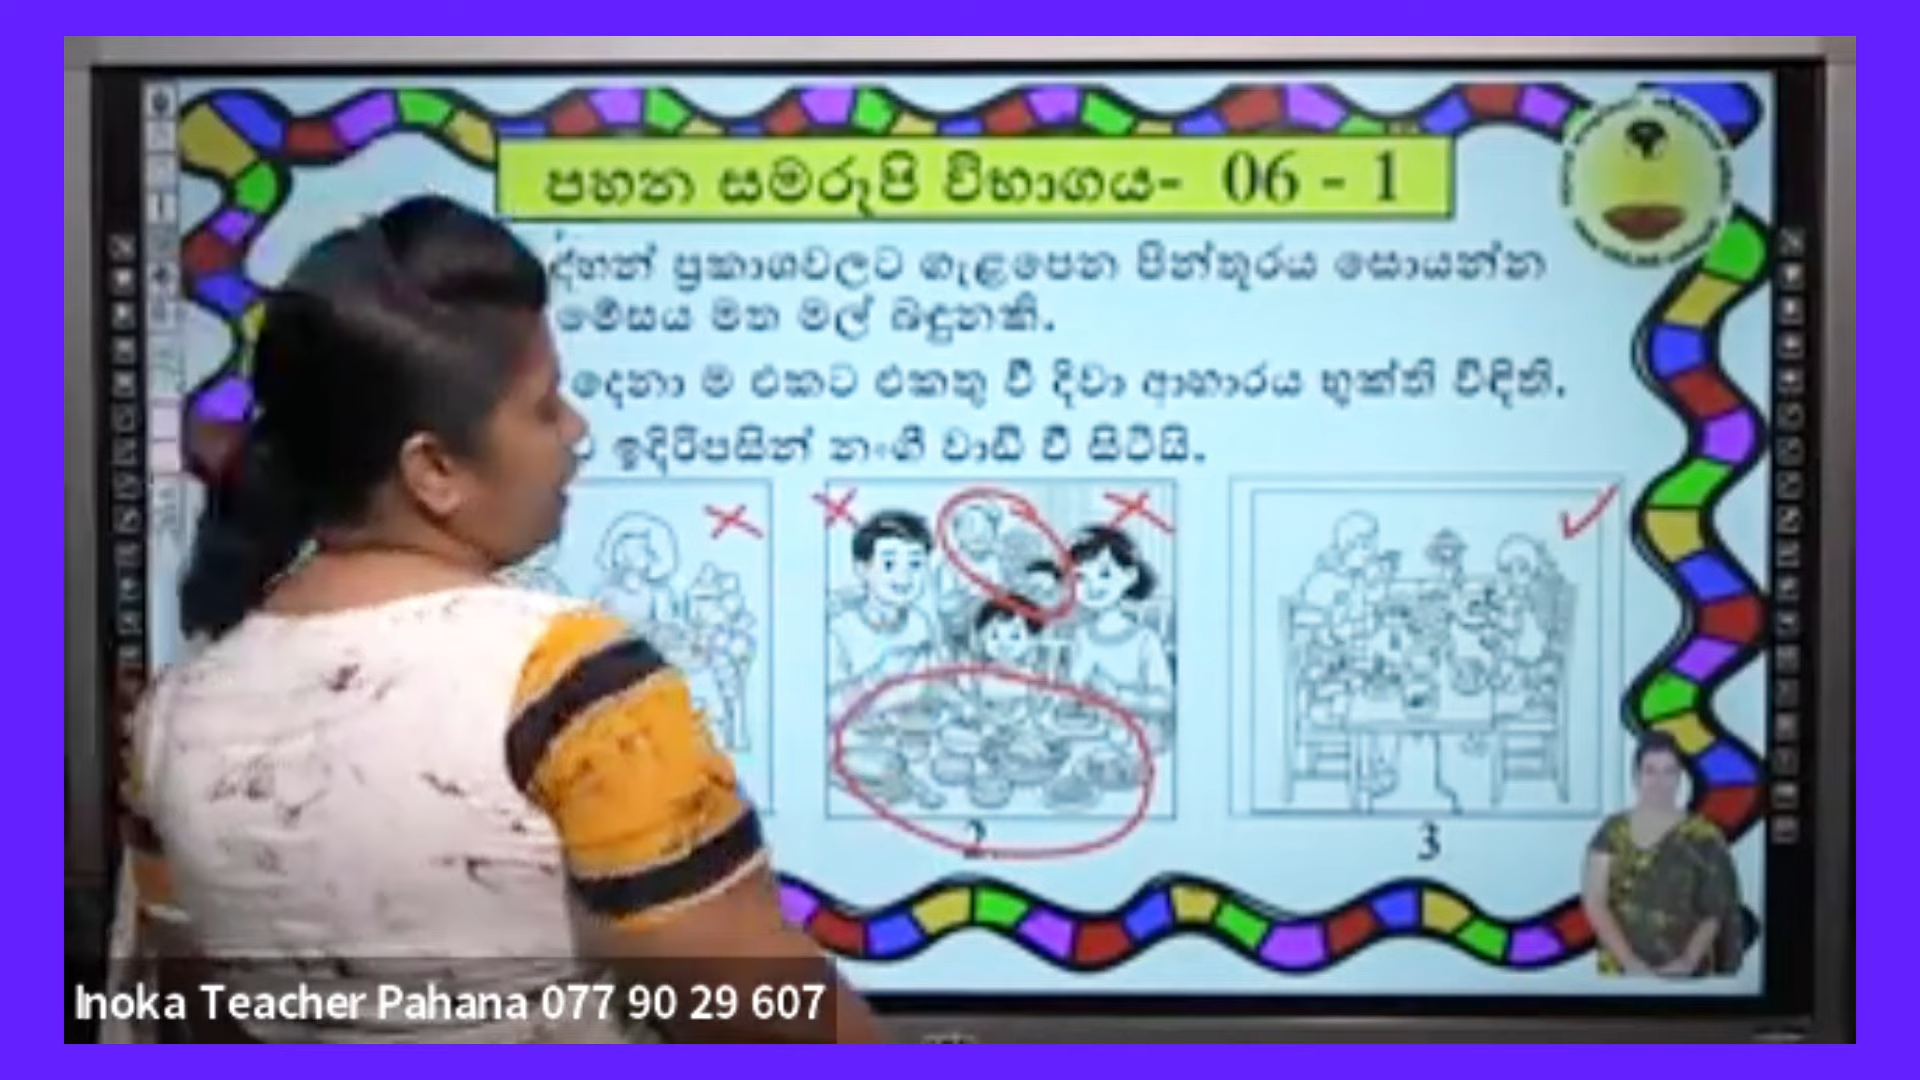 පහන සමරූපි විභාගය- 06 - 1
ප්‍රකාශවලට ගැළපෙන පින්තූරය සොයන්න
මේසය මත මල් බඳුනකි.
දෙනා ම එකට එකතු වී දිවා ආහාරය භුක්ති විඳිති.
ඉදිරිපසින් නංගී වාඩි වී සිටියි.
2
3
Inoka Teacher Pahana 077 90 29 607